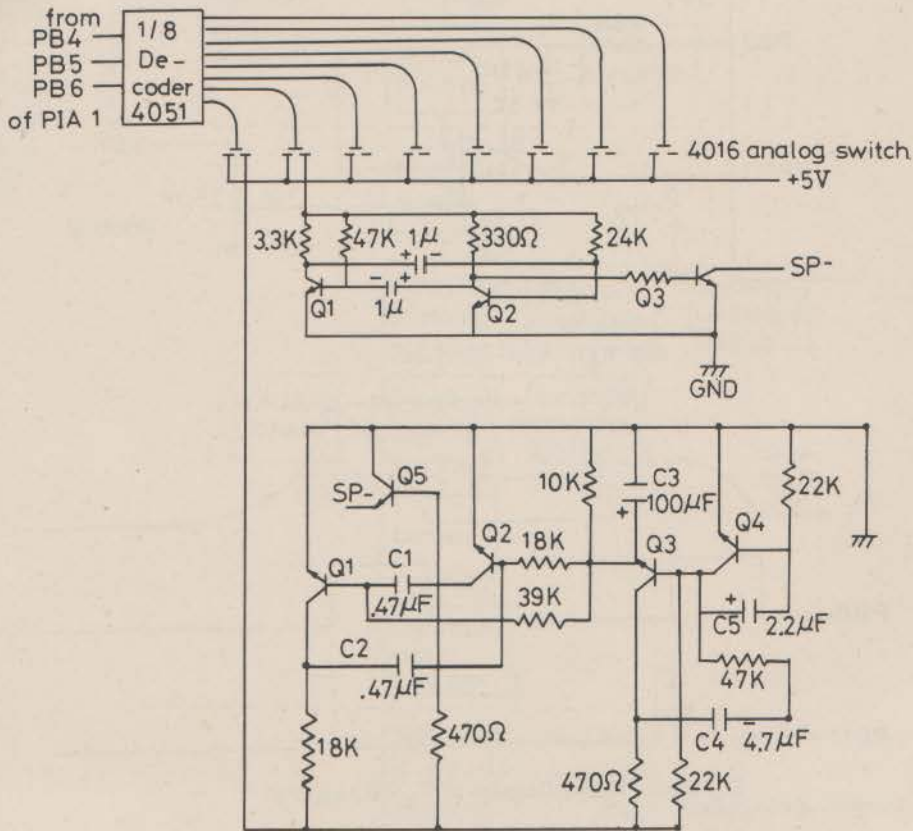 from
PB4
PB5
PB6
of PIA 1
1/8
De-
coder
4051
4016 analog switch
+5V
3.3K
47K
1μ
330Ω
24K
+
-
-
+
1μ
Q1
Q2
Q3
SP-
GND
10K
C3
100μF
+
22K
SP-
Q5
Q4
Q2
18K
Q3
Q1
C1
.47μF
39K
+
C5
2.2μF
C2
.47μF
47K
18K
470Ω
C4
-
4.7μF
470Ω
22K